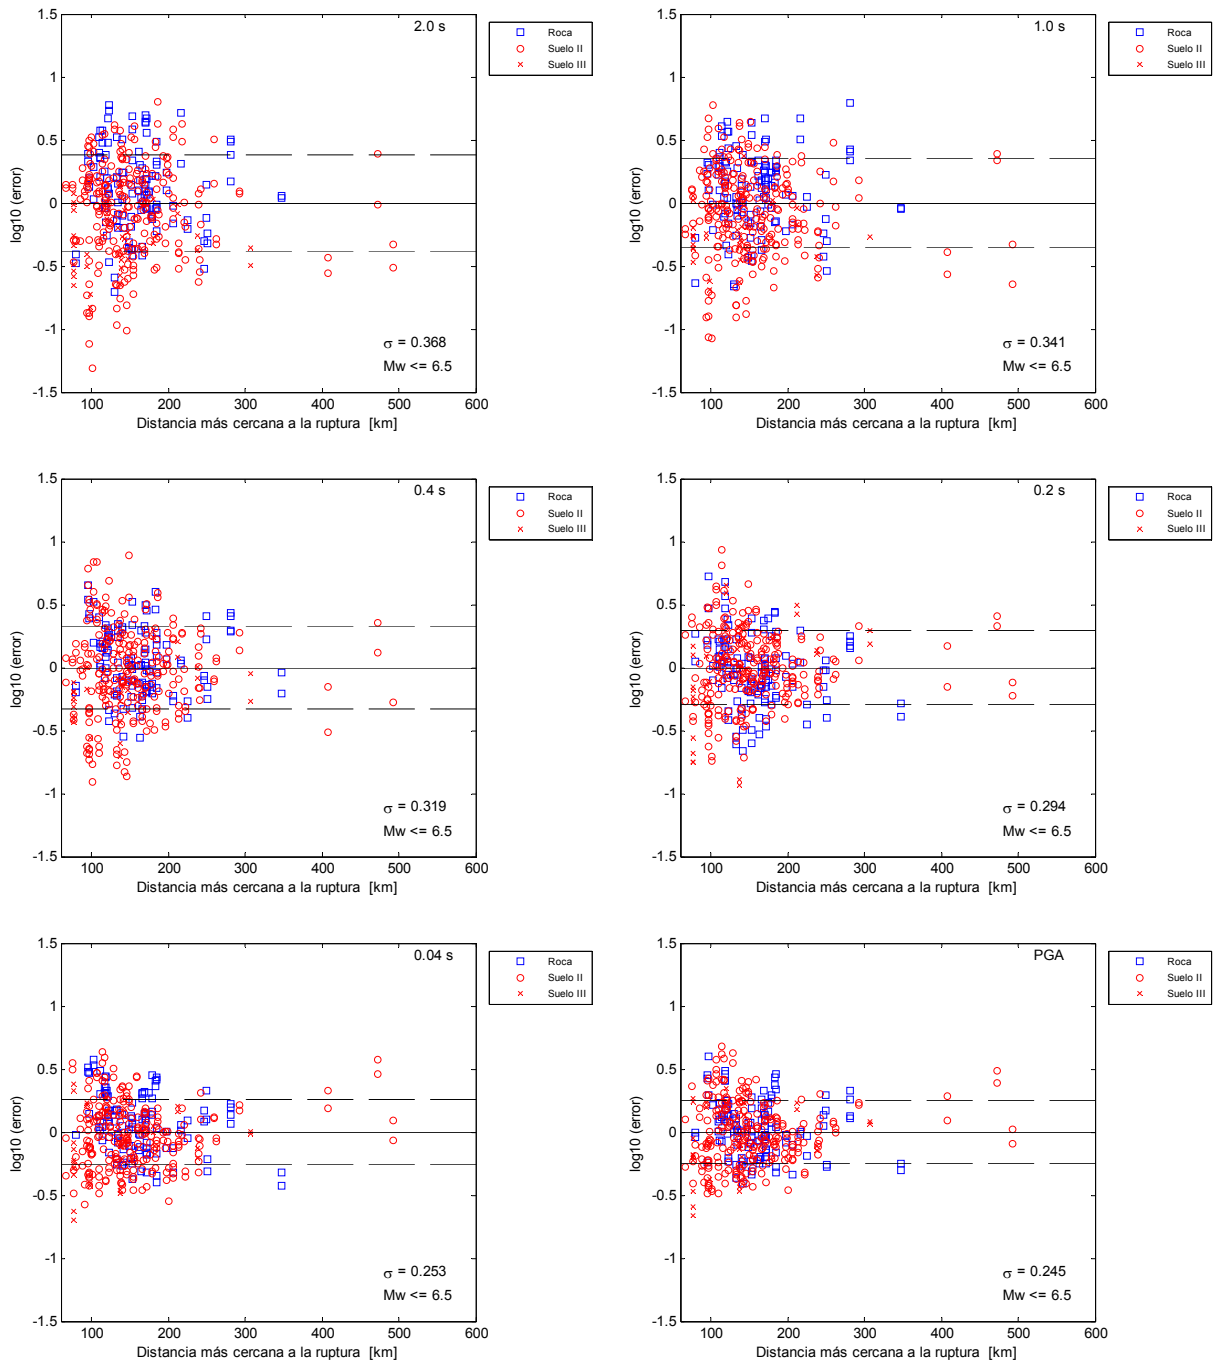 1.5
1
0.5
0
-0.5
-1
-1.5
log10 (error)
2.0 s
σ = 0.368
Mw <= 6.5
100 200 300 400 500 600
Distancia más cercana a la ruptura [km]
Roca
Suelo II
Suelo III
1.5
1
0.5
0
-0.5
-1
-1.5
log10 (error)
1.0 s
σ = 0.341
Mw <= 6.5
100 200 300 400 500 600
Distancia más cercana a la ruptura [km]
Roca
Suelo II
Suelo III
1.5
1
0.5
0
-0.5
-1
-1.5
log10 (error)
0.4 s
σ = 0.319
Mw <= 6.5
100 200 300 400 500 600
Distancia más cercana a la ruptura [km]
Roca
Suelo II
Suelo III
1.5
1
0.5
0
-0.5
-1
-1.5
log10 (error)
0.2 s
σ = 0.294
Mw <= 6.5
100 200 300 400 500 600
Distancia más cercana a la ruptura [km]
Roca
Suelo II
Suelo III
1.5
1
0.5
0
-0.5
-1
-1.5
log10 (error)
0.04 s
σ = 0.253
Mw <= 6.5
100 200 300 400 500 600
Distancia más cercana a la ruptura [km]
Roca
Suelo II
Suelo III
1.5
1
0.5
0
-0.5
-1
-1.5
log10 (error)
PGA
σ = 0.245
Mw <= 6.5
100 200 300 400 500 600
Distancia más cercana a la ruptura [km]
Roca
Suelo II
Suelo III